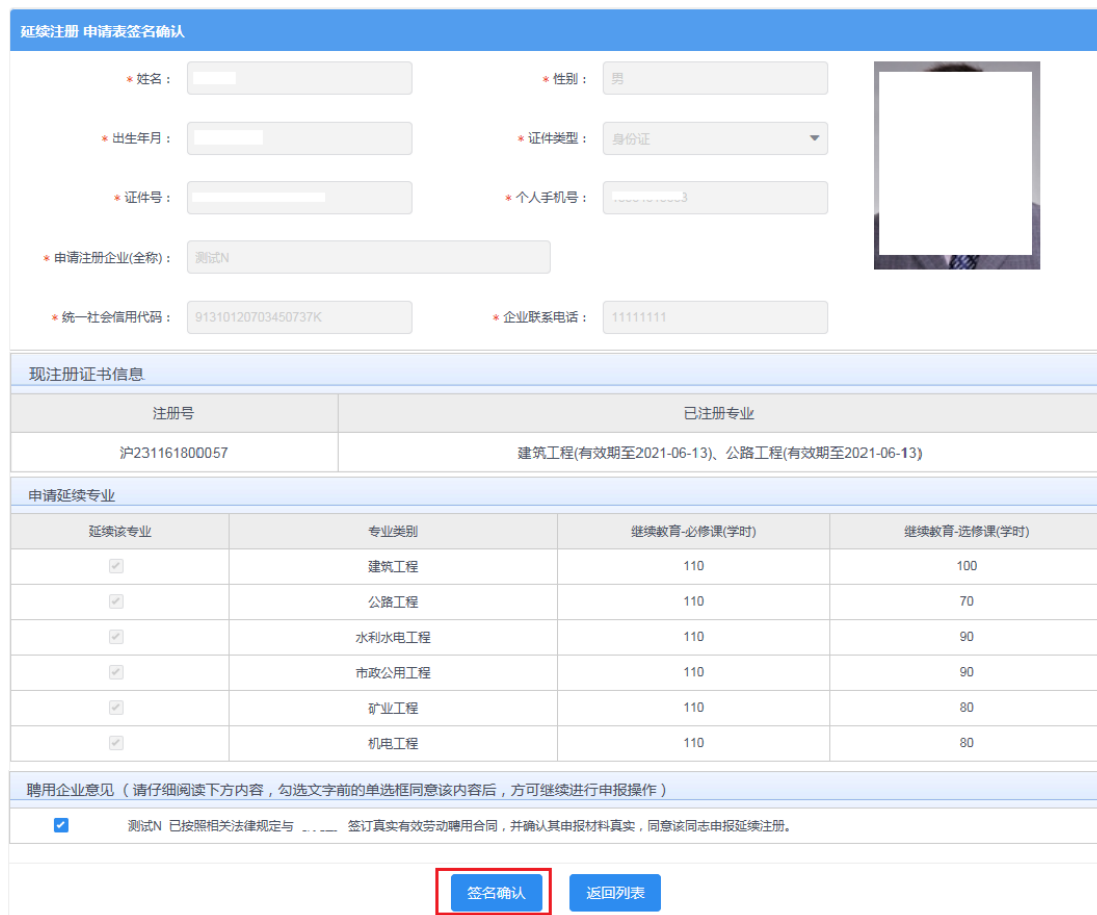 延续注册 申请表签名确认
* 姓名： * 性别： 男
* 出生年月： * 证件类型： 身份证
* 证件号： * 个人手机号：
* 申请注册企业(全称)： 测试N
* 统一社会信用代码： 91310120703450737K * 企业联系电话： 11111111
现注册证书信息
注册号 已注册专业
沪231161800057 建筑工程(有效期至2021-06-13)、公路工程(有效期至2021-06-13)
申请延续专业
延续该专业 专业类别 继续教育-必修课(学时) 继续教育-选修课(学时)
建筑工程 110 100
公路工程 110 70
水利水电工程 110 90
市政公用工程 110 90
矿业工程 110 80
机电工程 110 80
聘用企业意见（请仔细阅读下方内容，勾选文字前的单选框同意该内容后，方可继续进行申报操作）
测试N 已按照相关法律规定与 签订真实有效劳动聘用合同，并确认其申报材料真实，同意该同志申报延续注册。
签名确认 返回列表